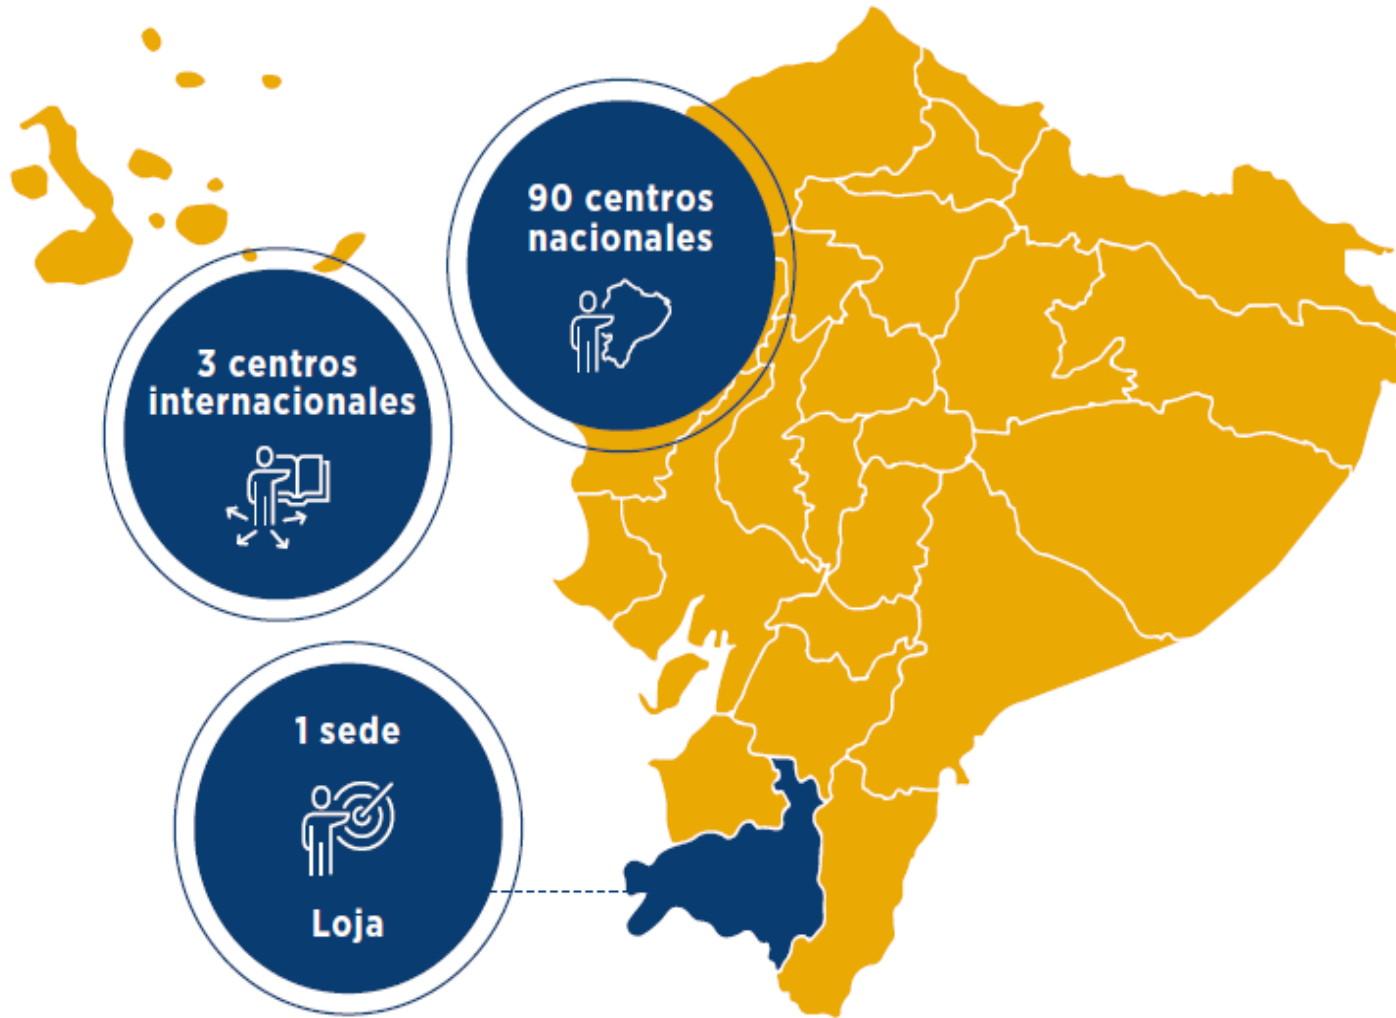 90 centros
nacionales
3 centros
internacionales
1 sede
Loja